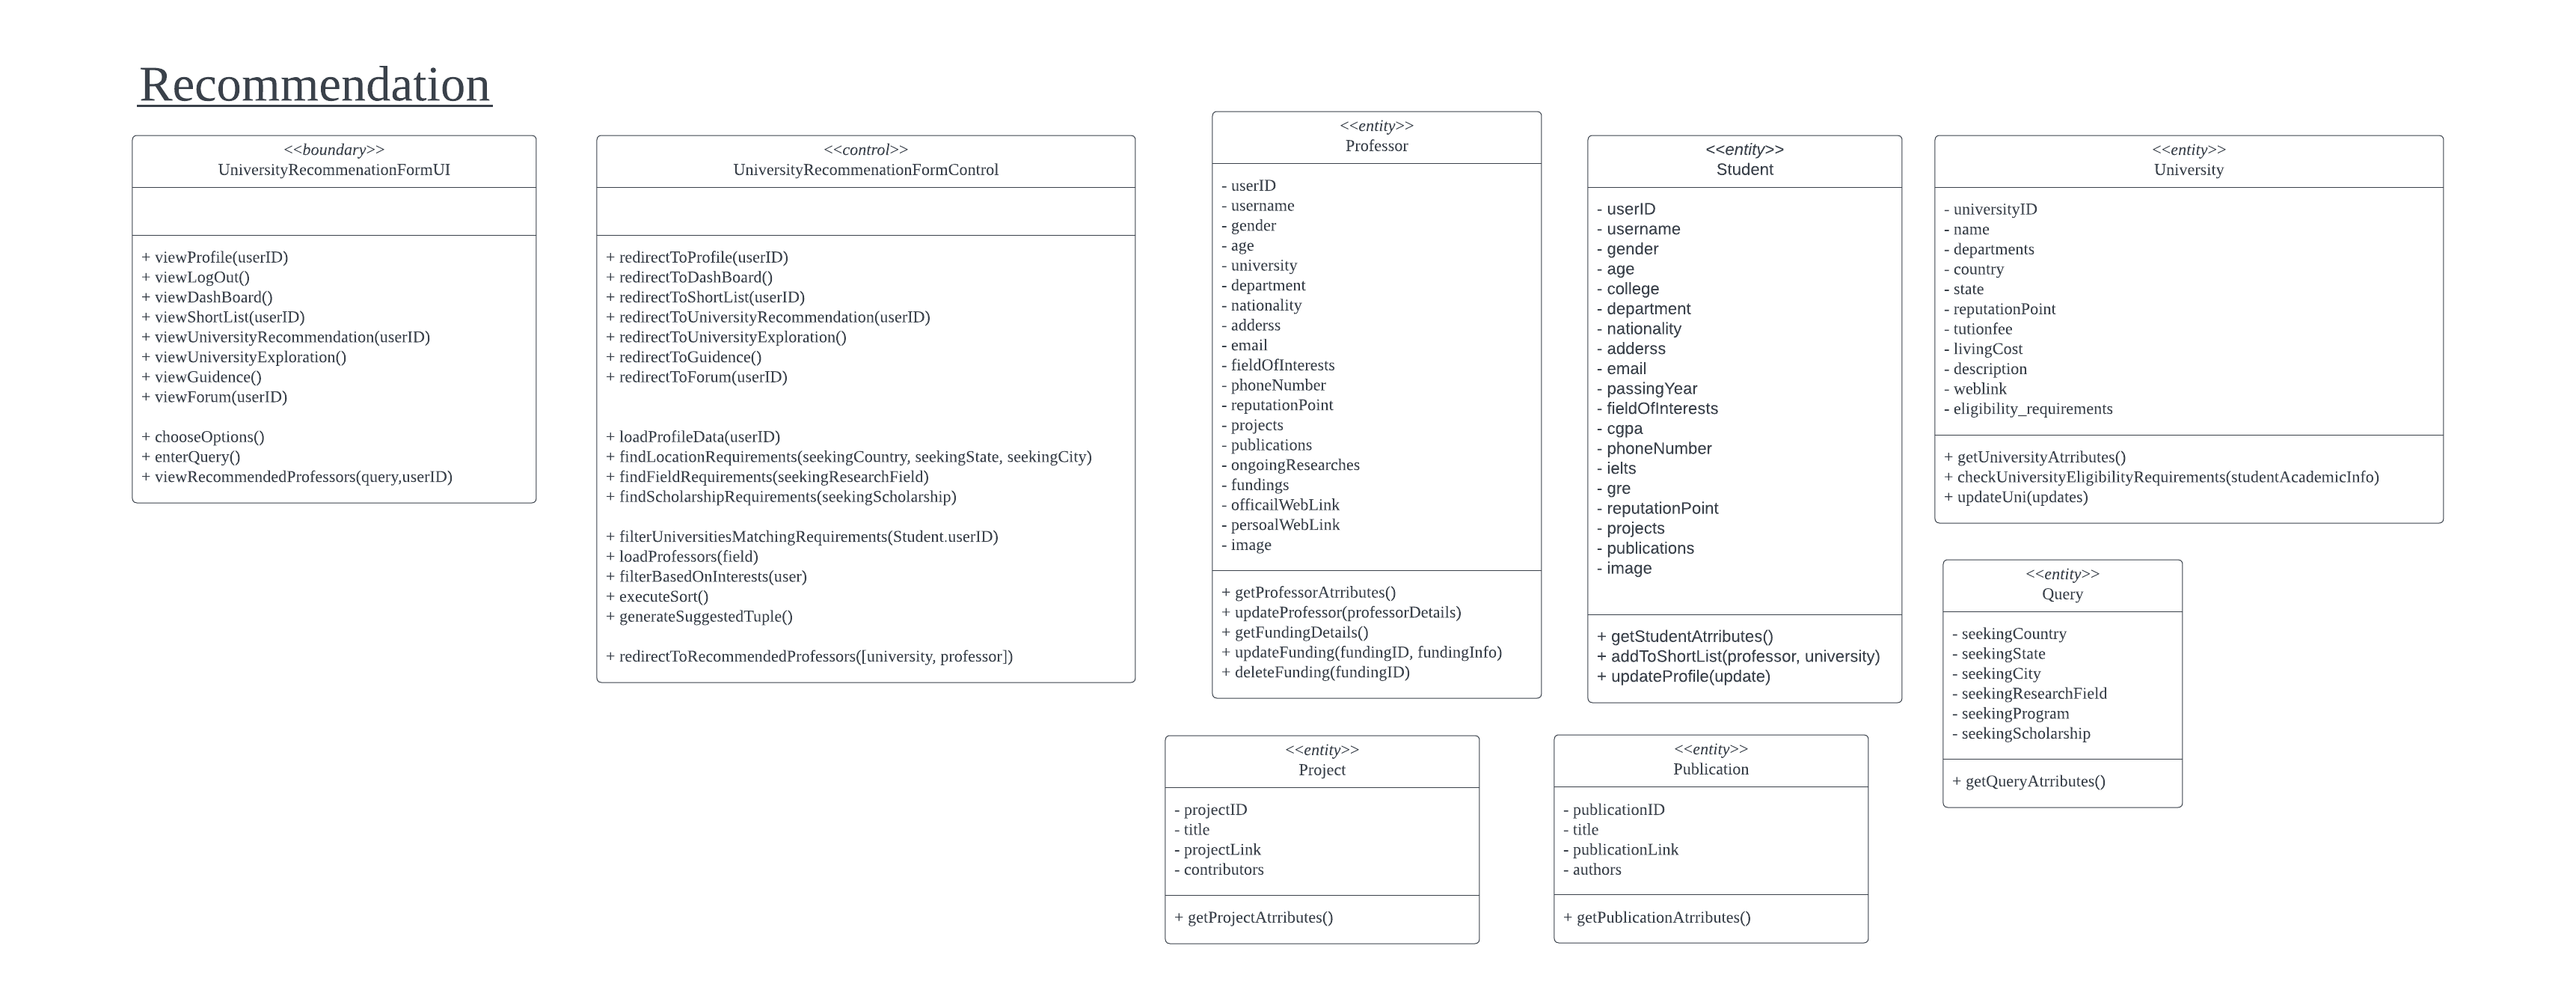 Recommendation
<<boundary>>
UniversityRecommenationFormUI
+ viewProfile(userID)
+ viewLogOut()
+ viewDashBoard()
+ viewShortList(userID)
+ viewUniversityRecommendation(userID)
+ viewUniversityExploration()
+ viewGuidence()
+ viewForum(userID)
+ chooseOptions()
+ enterQuery()
+ viewRecommendedProfessors(query,userID)
<<control>>
UniversityRecommenationFormControl
+ redirectToProfile(userID)
+ redirectToDashBoard()
+ redirectToShortList(userID)
+ redirectToUniversityRecommendation(userID)
+ redirectToUniversityExploration()
+ redirectToGuidence()
+ redirectToForum(userID)
+ loadProfileData(userID)
+ findLocationRequirements(seekingCountry, seekingState, seekingCity)
+ findFieldRequirements(seekingResearchField)
+ findScholarshipRequirements(seekingScholarship)
+ filterUniversitiesMatchingRequirements(Student.userID)
+ loadProfessors(field)
+ filterBasedOnInterests(user)
+ executeSort()
+ generateSuggestedTuple()
+ redirectToRecommendedProfessors([university, professor])
<<entity>>
Professor
- userID
- username
- gender
- age
- university
- department
- nationality
- adderss
- email
- fieldOfInterests
- phoneNumber
- reputationPoint
- projects
- publications
- ongoingResearches
- fundings
- officailWebLink
- persoalWebLink
- image
+ getProfessorAtrributes()
+ updateProfessor(professorDetails)
+ getFundingDetails()
+ updateFunding(fundingID, fundingInfo)
+ deleteFunding(fundingID)
<<entity>>
Student
- userID
- username
- gender
- age
- college
- department
- nationality
- adderss
- email
- passingYear
- fieldOfInterests
- cgpa
- phoneNumber
- ielts
- gre
- reputationPoint
- projects
- publications
- image
+ getStudentAtrributes()
+ addToShortList(professor, university)
+ updateProfile(update)
<<entity>>
University
- universityID
- name
- departments
- country
- state
- reputationPoint
- tutionfee
- livingCost
- description
- weblink
- eligibility_requirements
+ getUniversityAtrributes()
+ checkUniversityEligibilityRequirements(studentAcademicInfo)
+ updateUni(updates)
<<entity>>
Query
- seekingCountry
- seekingState
- seekingCity
- seekingResearchField
- seekingProgram
- seekingScholarship
+ getQueryAtrributes()
<<entity>>
Project
- projectID
- title
- projectLink
- contributors
+ getProjectAtrributes()
<<entity>>
Publication
- publicationID
- title
- publicationLink
- authors
+ getPublicationAtrributes()